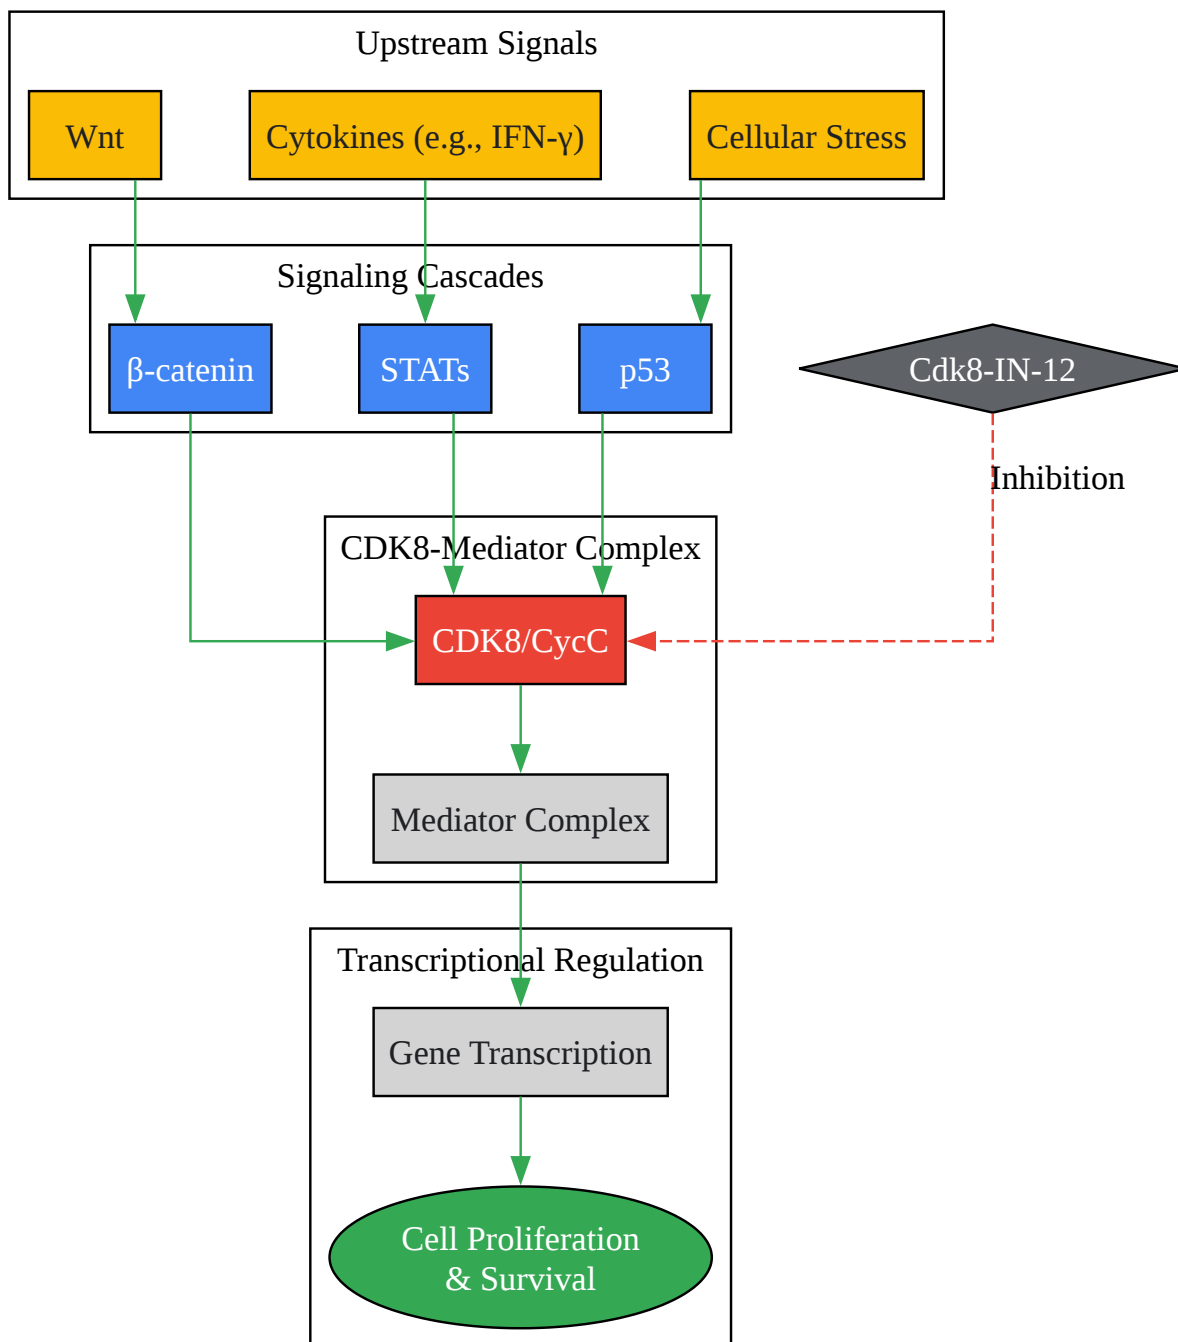 Upstream Signals
Wnt
Cytokines (e.g., IFN-γ)
Cellular Stress
Signaling Cascades
β-catenin
STATs
p53
Cdk8-IN-12
Inhibition
CDK8-Mediator Complex
CDK8/CycC
Mediator Complex
Transcriptional Regulation
Gene Transcription
Cell Proliferation
& Survival